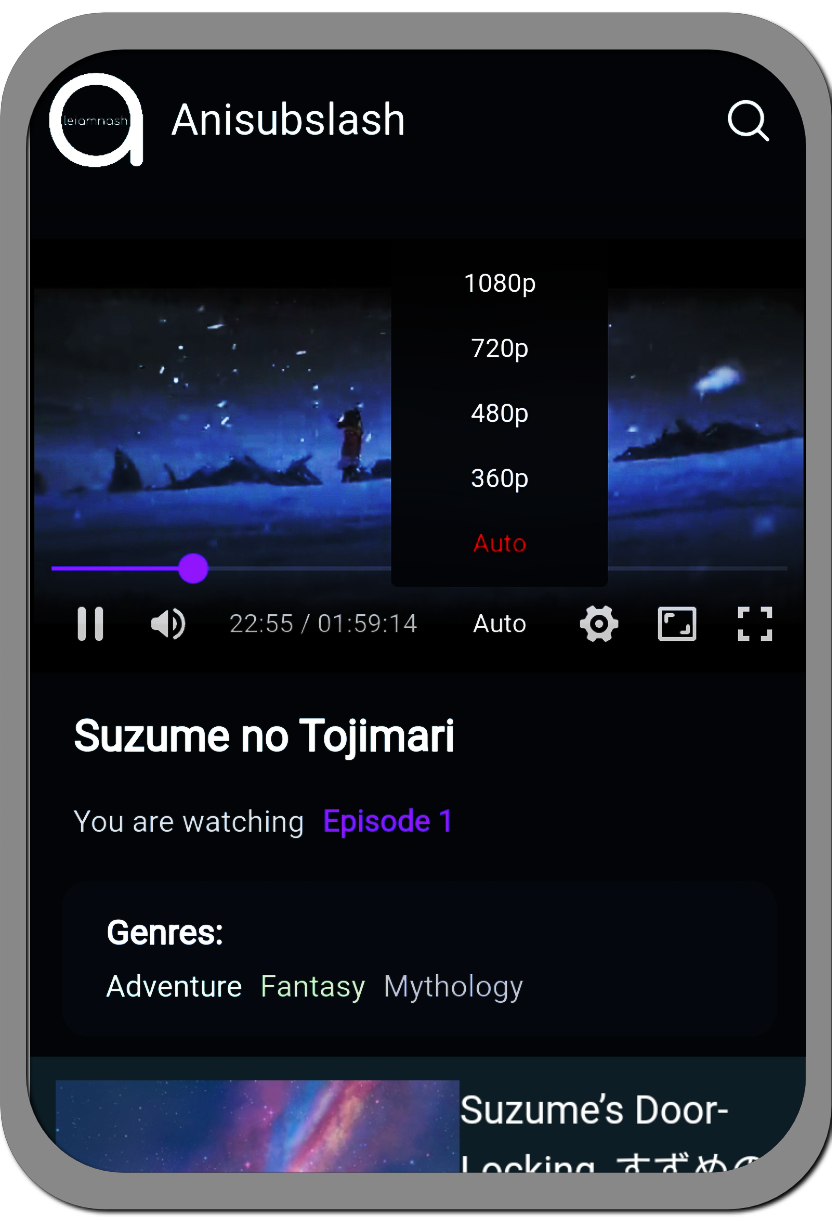 leiamnash
Anisubslash
1080p
720p
480p
360p
Auto
22:55 / 01:59:14 Auto
Suzume no Tojimari
You are watching Episode 1
Genres:
Adventure Fantasy Mythology
Suzume’s Door-
Locking, すずめの